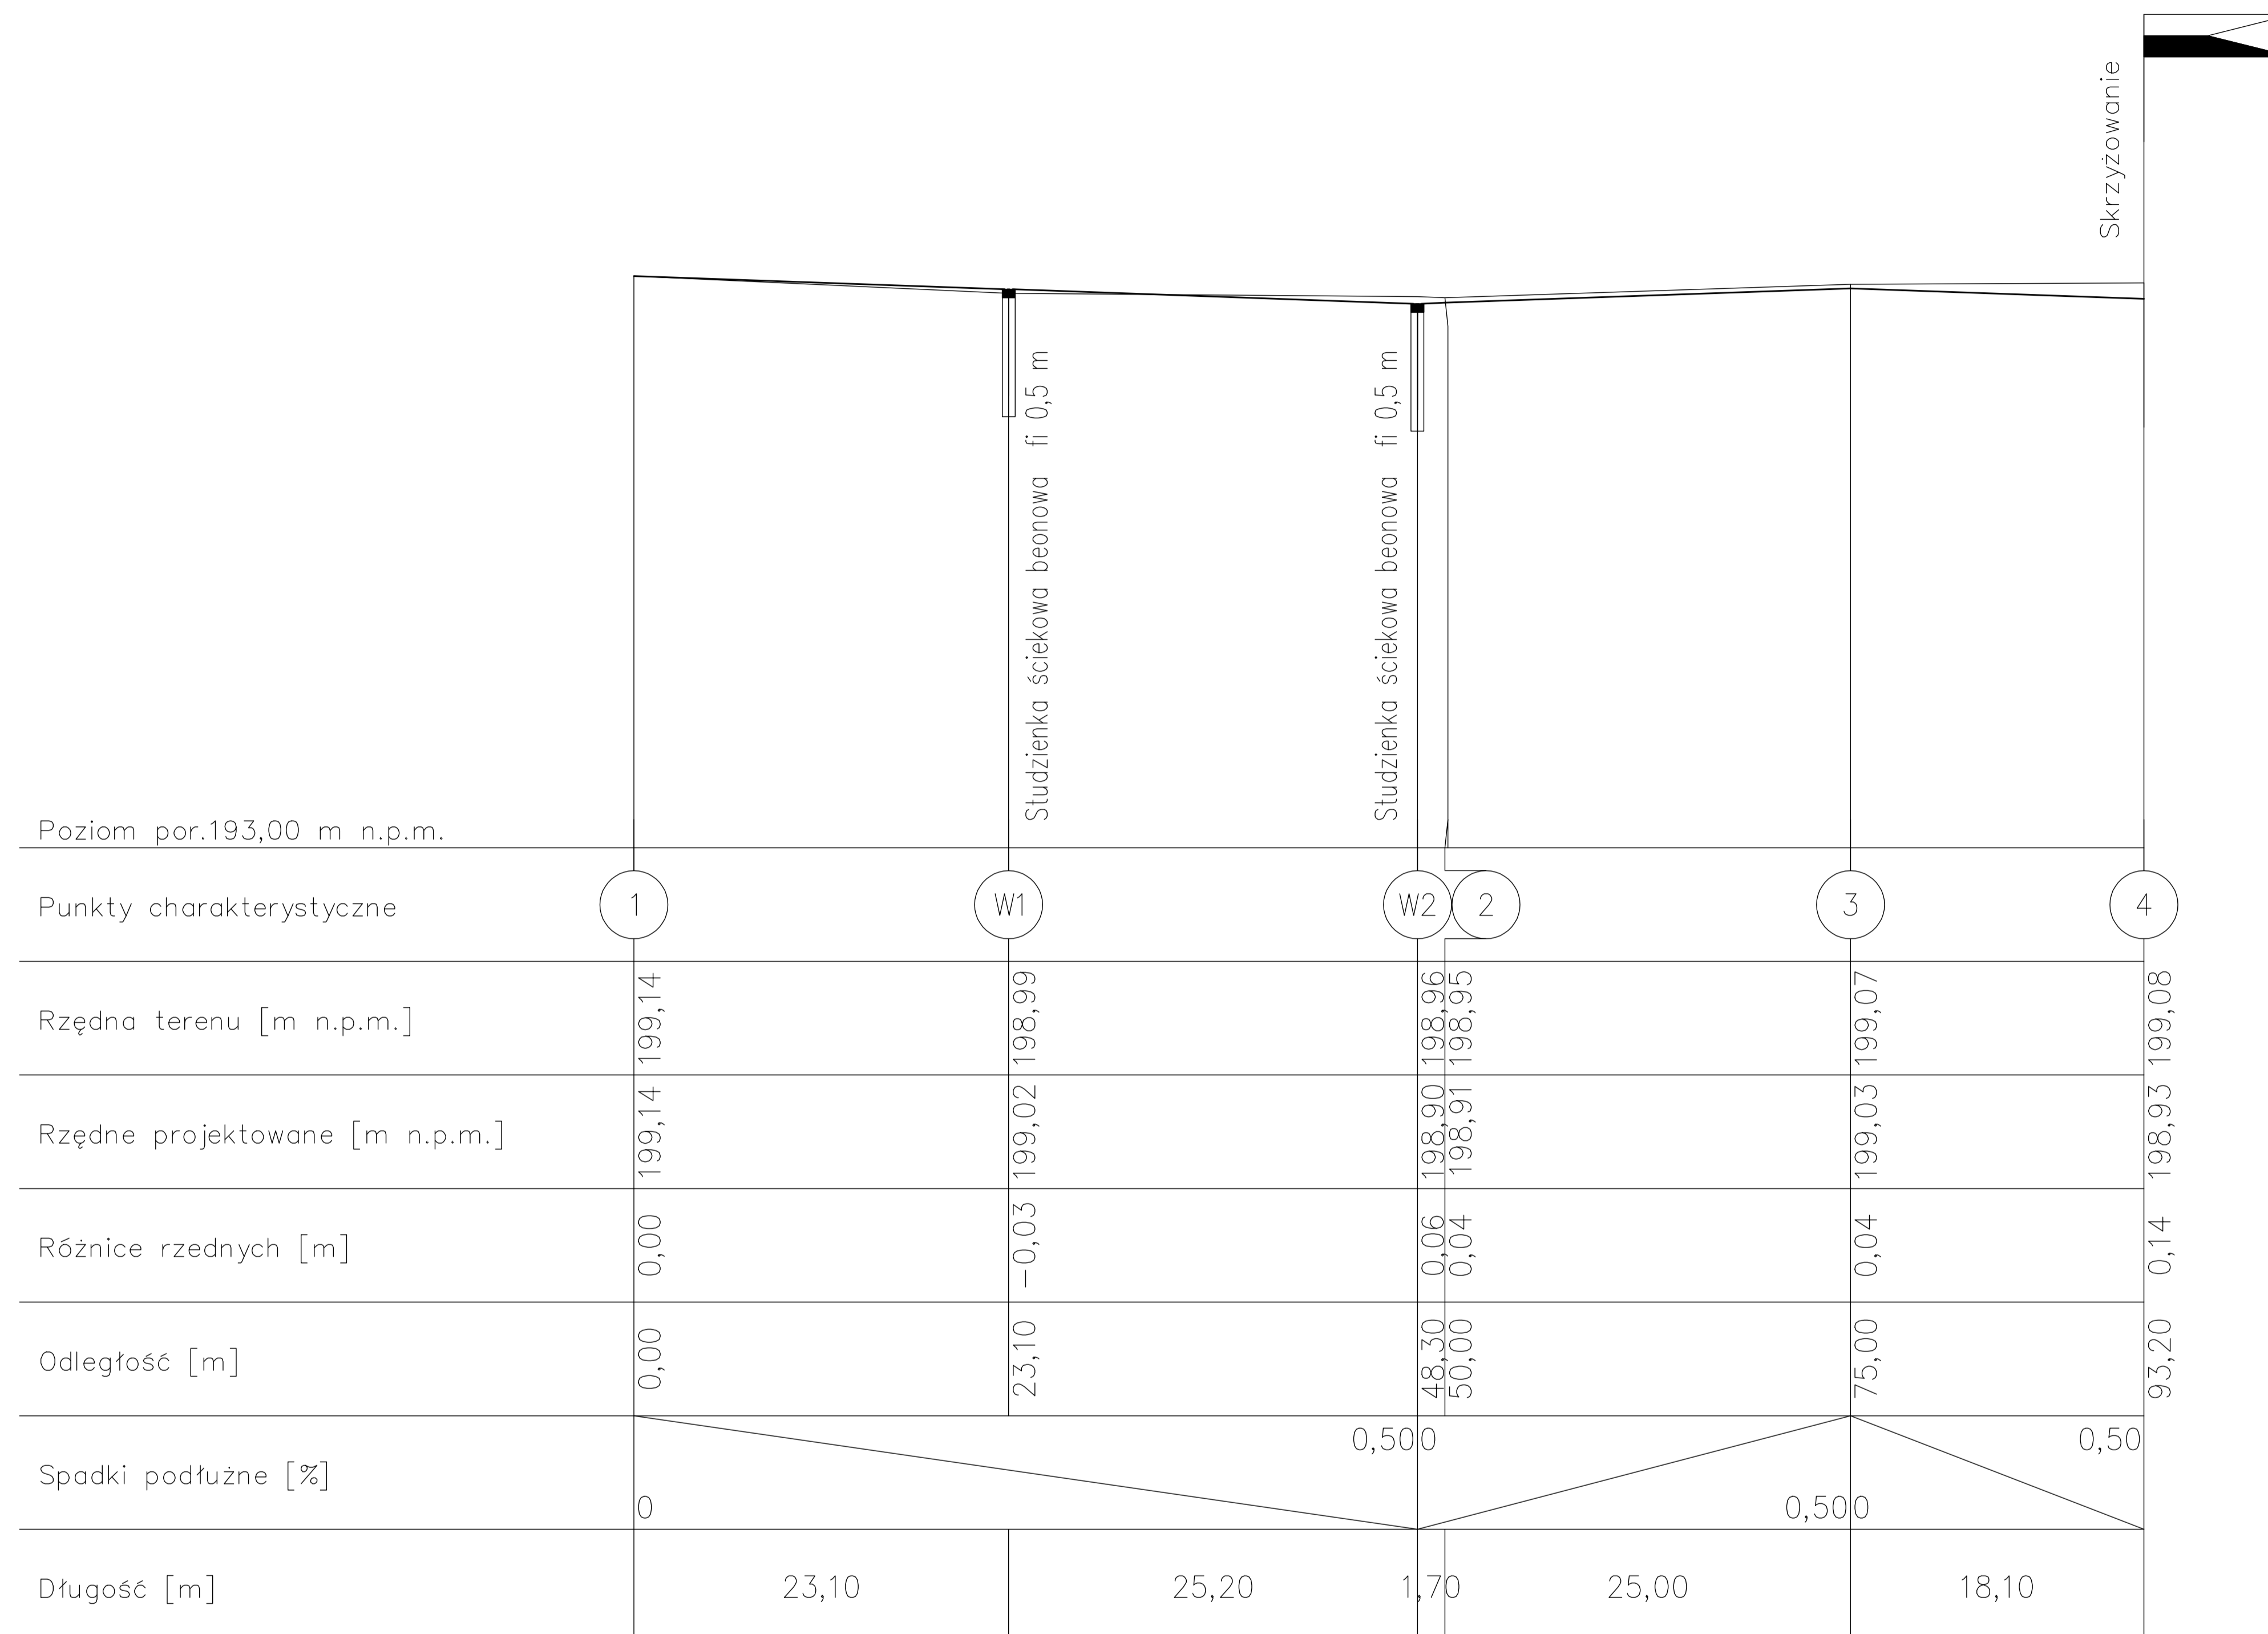 Skrzyżowanie
Studzienka ściekowa beonowa fi 0,5 m
Studzienka ściekowa beonowa fi 0,5 m
Poziom por.193,00 m n.p.m.
Punkty charakterystyczne 1 W1 W2 2 3 4
Rzędna terenu [m n.p.m.] 199,14 198,99 198,96 198,95 199,07 199,08
Rzędne projektowane [m n.p.m.] 199,14 199,02 198,90 198,91 199,03 198,93
Różnice rzednych [m] 0,00 -0,03 0,06 0,04 0,04 0,14
Odległość [m] 0,00 23,10 48,30 50,00 75,00 93,20
Spadki podłużne [%] 0 0,500 0,500 0,50
Długość [m] 23,10 25,20 1,70 25,00 18,10